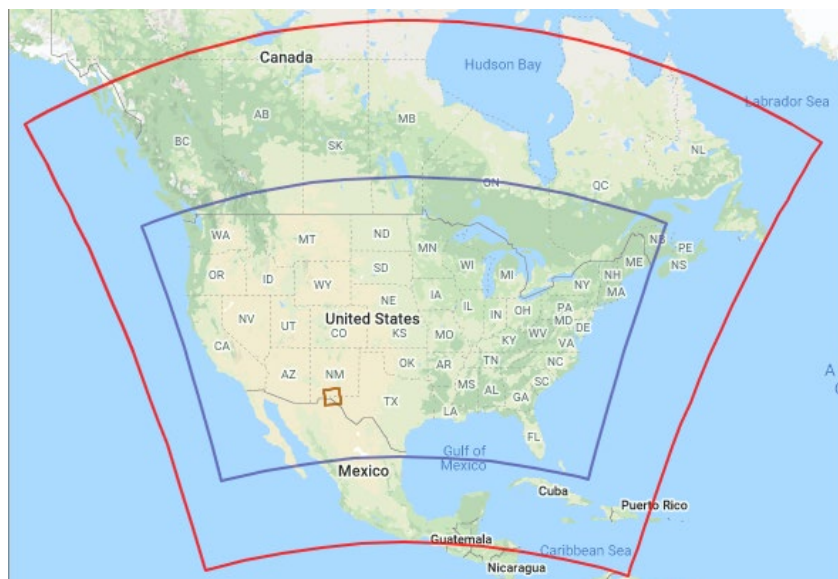 Canada
Hudson Bay
Labrador Sea
AB
MB
BC
SK
NL
ON
QC
WA
ND
NB
PE
MT
MN
ME
NS
OR
ID
SD
WI
MI
NH
WY
NY
MA
NE
IA
NV
UT
CO
United States
KS
IL
IN
OH
PA
MD
DE
MO
KY
WV
VA
CA
AZ
NM
OK
AR
TN
NC
SC
TX
MS
AL
GA
LA
FL
A
Gulf of
Mexico
Mexico
Cuba
Puerto Rico
Guatemala
Caribbean Sea
Nicaragua